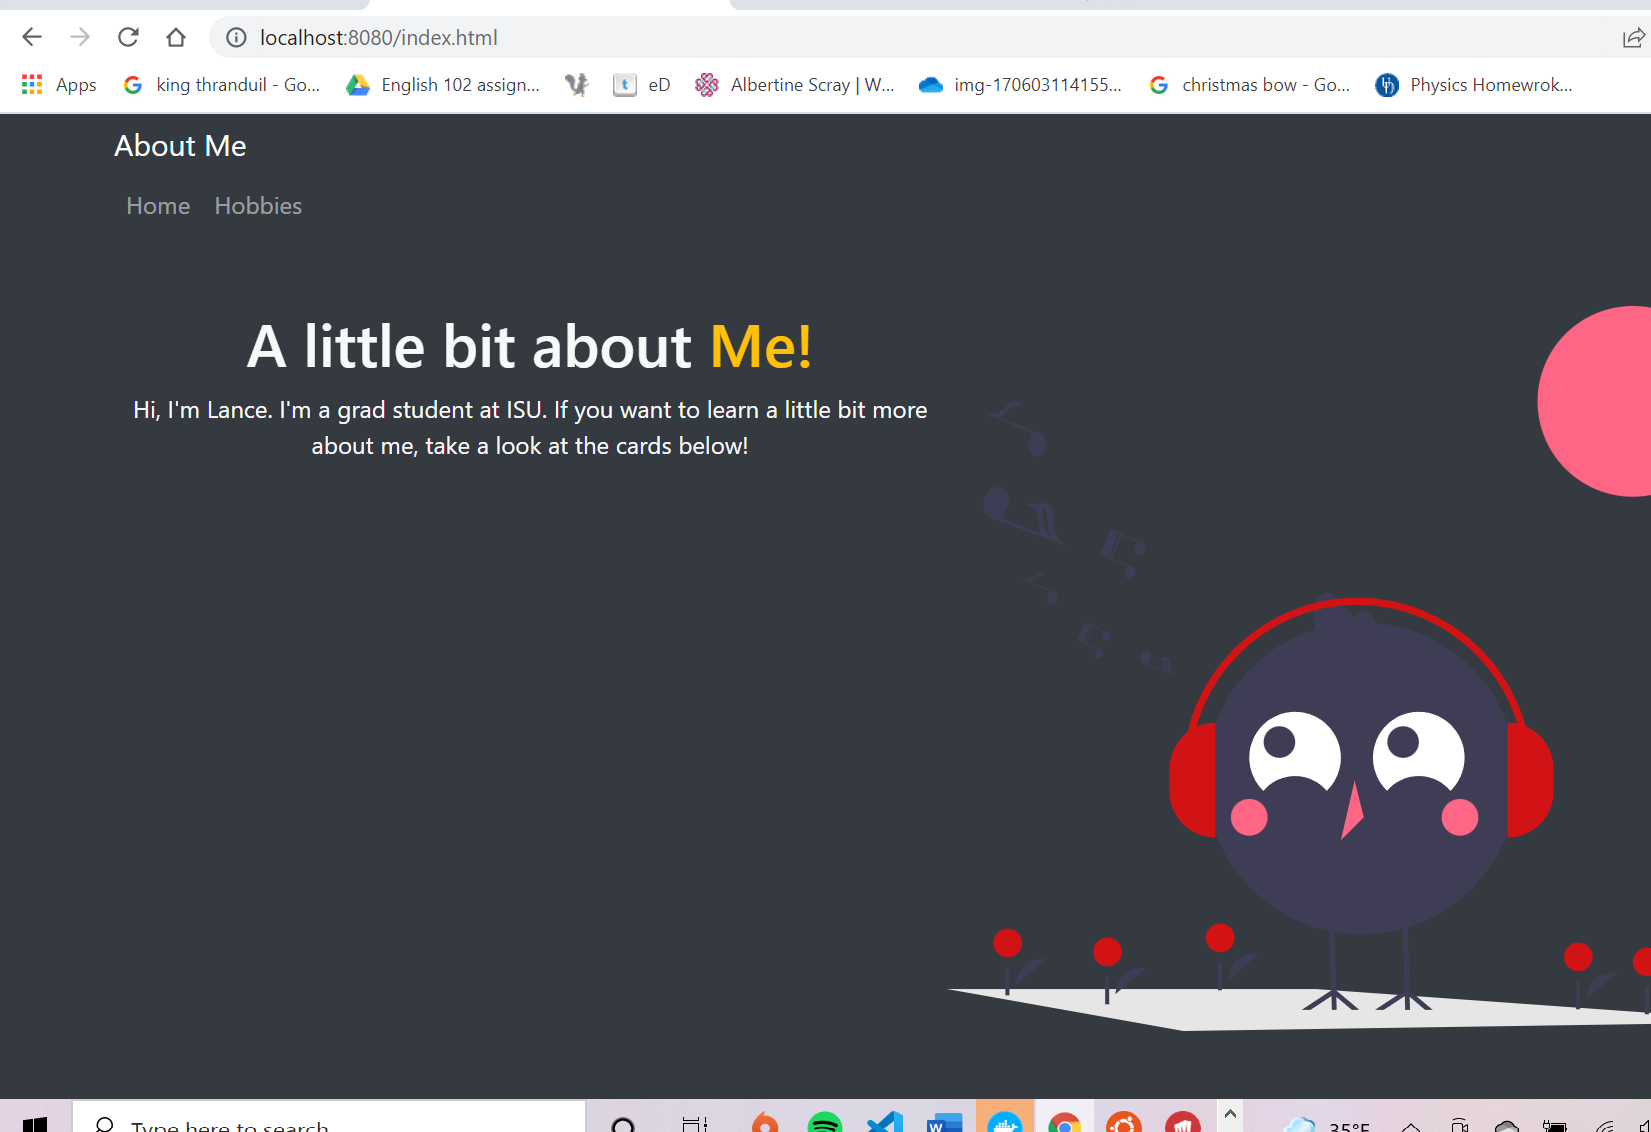 localhost:8080/index.html
Apps
king thranduil - Go...
English 102 assign...
t
eD
Albertine Scray | W...
img-170603114155...
christmas bow - Go...
Physics Homewrok...
About Me
Home Hobbies
A little bit about Me!
Hi, I'm Lance. I'm a grad student at ISU. If you want to learn a little bit more
about me, take a look at the cards below!
Type here to search
W
35°F